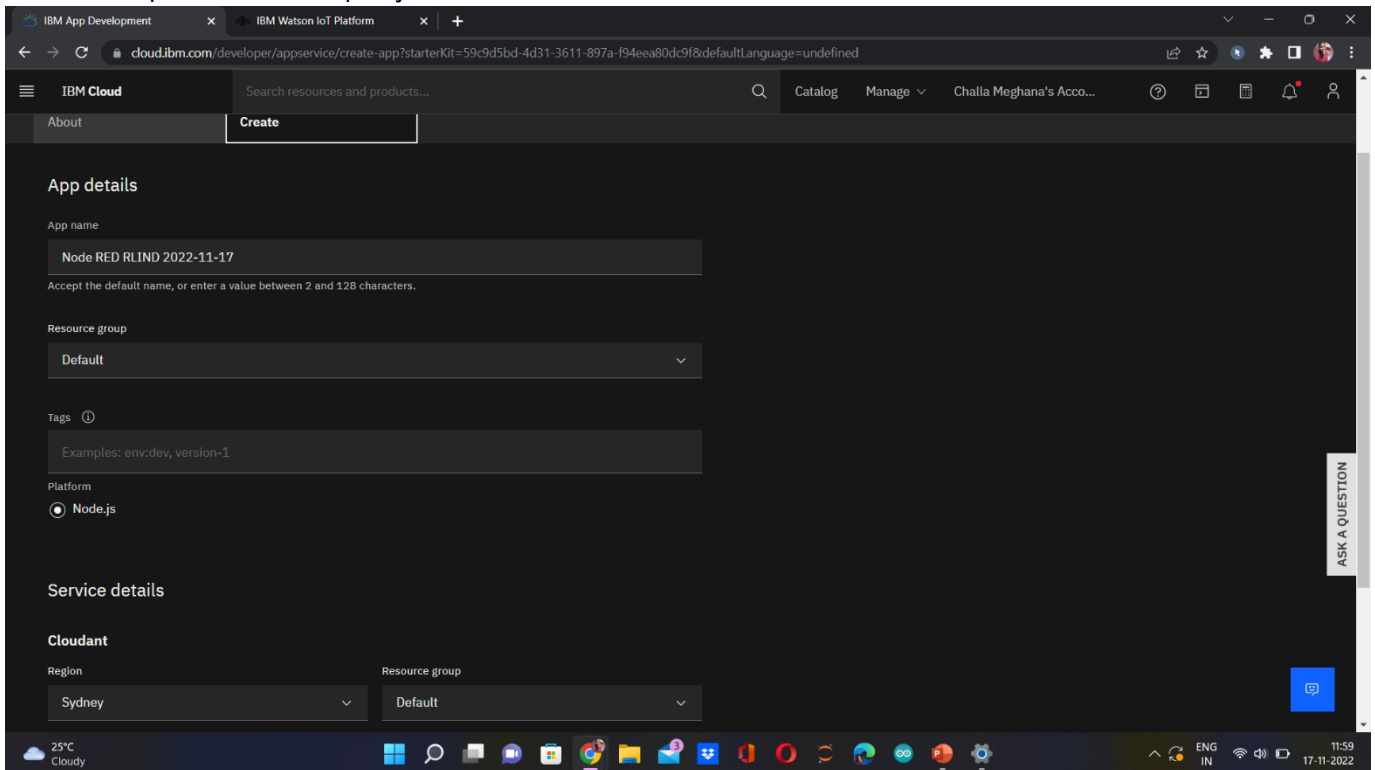 IBM App Development
IBM Watson IoT Platform
cloud.ibm.com/developer/appservice/create-app?starterKit=59c9d5bd-4d31-3611-897a-f94eea80dc9f&defaultLanguage=undefined
IBM Cloud
Search resources and products...
Catalog
Manage
Challa Meghana's Acco...
About
Create
App details
App name
Node RED RLIND 2022-11-17
Accept the default name, or enter a value between 2 and 128 characters.
Resource group
Default
Tags
Examples: env:dev, version-1
Platform
Node.js
ASK A QUESTION
Service details
Cloudant
Region
Resource group
Sydney
Default
25°C
Cloudy
3
ENG
IN
11:59
17-11-2022